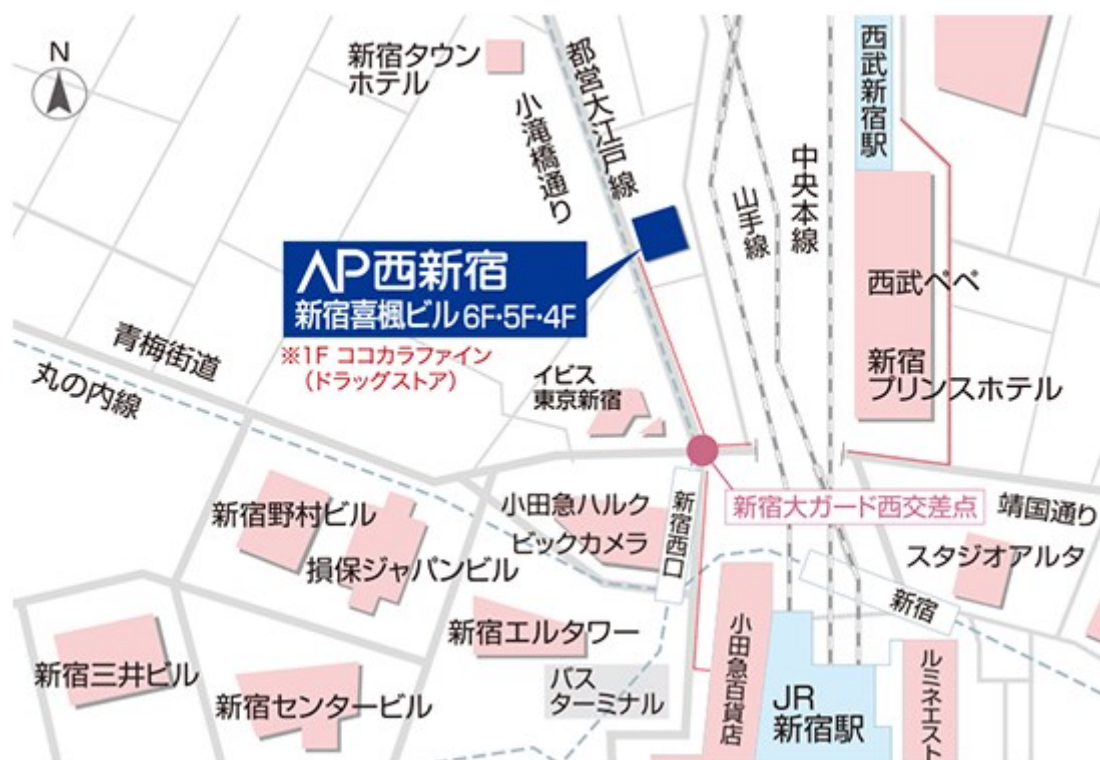 N
新宿タウン
ホテル
都営大江戸線
小滝橋通り
山手線
中央本線
西武新宿駅
西武ペペ
新宿
プリンスホテル
AP西新宿
新宿喜楓ビル 6F・5F・4F
※1F ココカラファイン
（ドラッグストア）
青梅街道
丸の内線
イビス
東京新宿
新宿大ガード西交差点
靖国通り
新宿野村ビル
損保ジャパンビル
小田急ハルク
ビックカメラ
新宿西口
スタジオアルタ
新宿
新宿エルタワー
新宿三井ビル
新宿センタービル
バス
ターミナル
小田急百貨店
JR
新宿駅
ルミネエスト